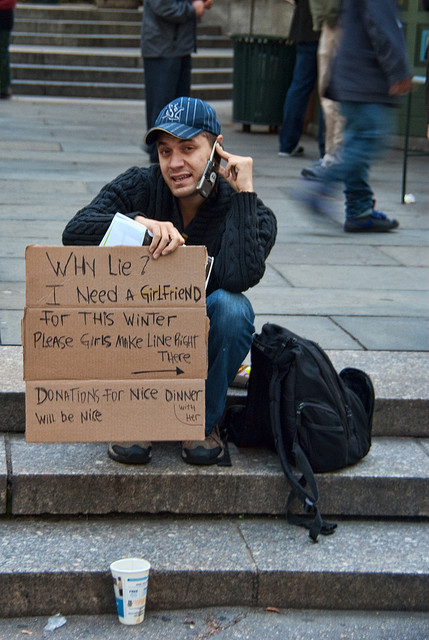 WHY Lie?
I Need A GirlFrieND
For THis WiNter
PLeAse Girls MAKe LiNe Right
THere
DONAtiONs For Nice DiNNer
Will be Nice
WITH
Her